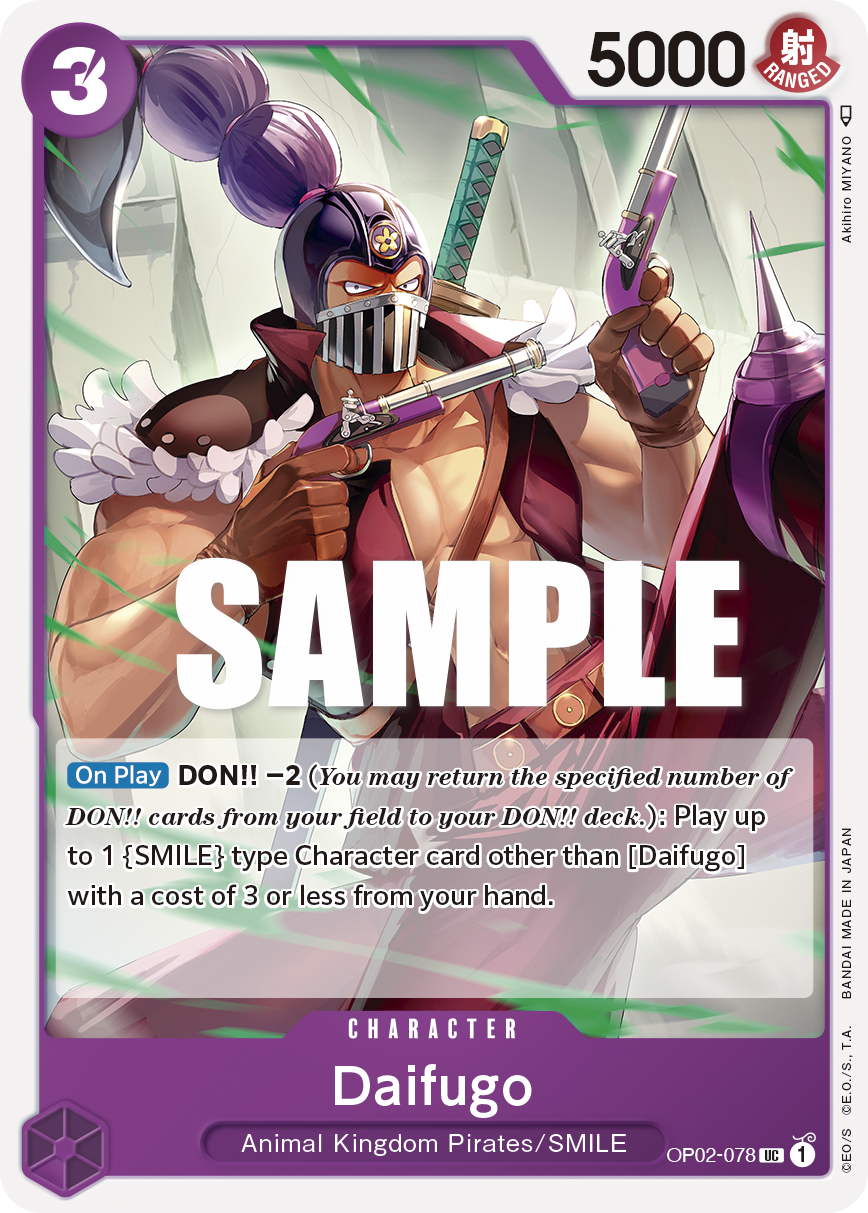 3
5000
射
RANGED
Akihiro MIYANO
SAMPLE
On Play DON!! −2 (You may return the specified number of
DON!! cards from your field to your DON!! deck.): Play up
to 1 {SMILE} type Character card other than [Daifugo]
with a cost of 3 or less from your hand.
CHARACTER
Daifugo
Animal Kingdom Pirates/SMILE
OP02-078 UC 1
©EO/S ©E.O./S., T.A. BANDAI MADE IN JAPAN